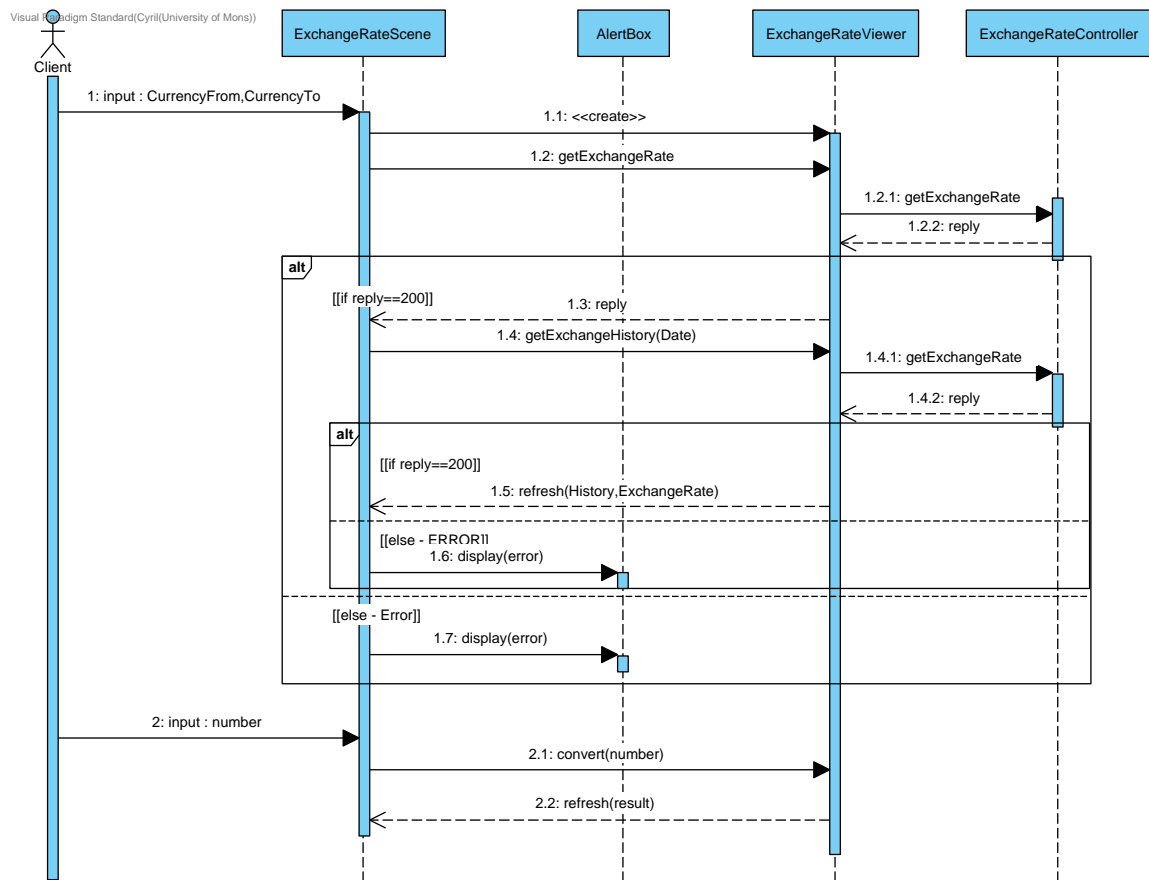 Visual Paradigm Standard(Cyril(University of Mons))
ExchangeRateScene
AlertBox
ExchangeRateViewer
ExchangeRateController
Client
1: input : CurrencyFrom,CurrencyTo
1.1: <<create>>
1.2: getExchangeRate
1.2.1: getExchangeRate
1.2.2: reply
alt
[[if reply==200]]
1.3: reply
1.4: getExchangeHistory(Date)
1.4.1: getExchangeRate
1.4.2: reply
alt
[[if reply==200]]
1.5: refresh(History,ExchangeRate)
[[else - ERROR]]
1.6: display(error)
[[else - Error]]
1.7: display(error)
2: input : number
2.1: convert(number)
2.2: refresh(result)